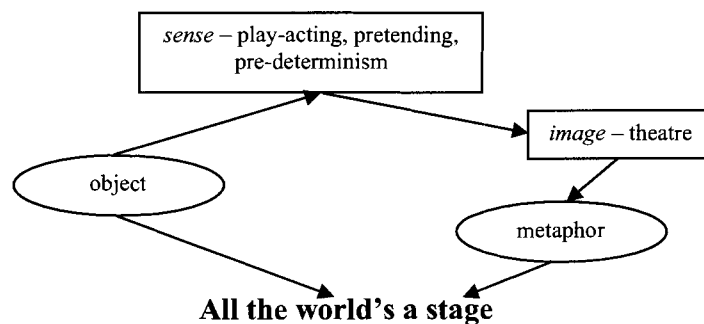 sense – play-acting, pretending,
pre-determinism
image – theatre
object
metaphor
All the world's a stage